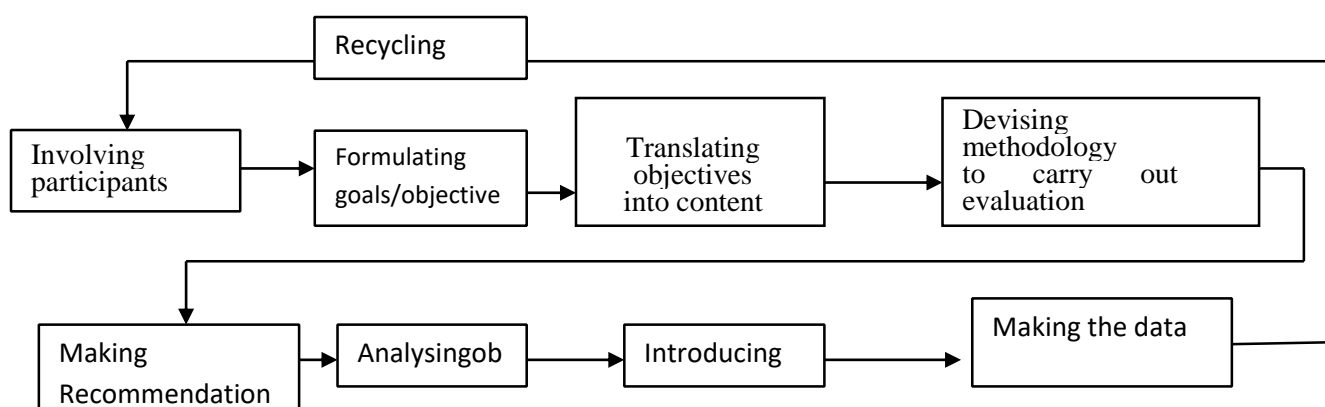 Recycling
Involving
participants
Formulating
goals/objective
Translating
objectives
into content
Devising
methodology
to carry out
evaluation
Making
Recommendation
Analysingob
Introducing
Making the data